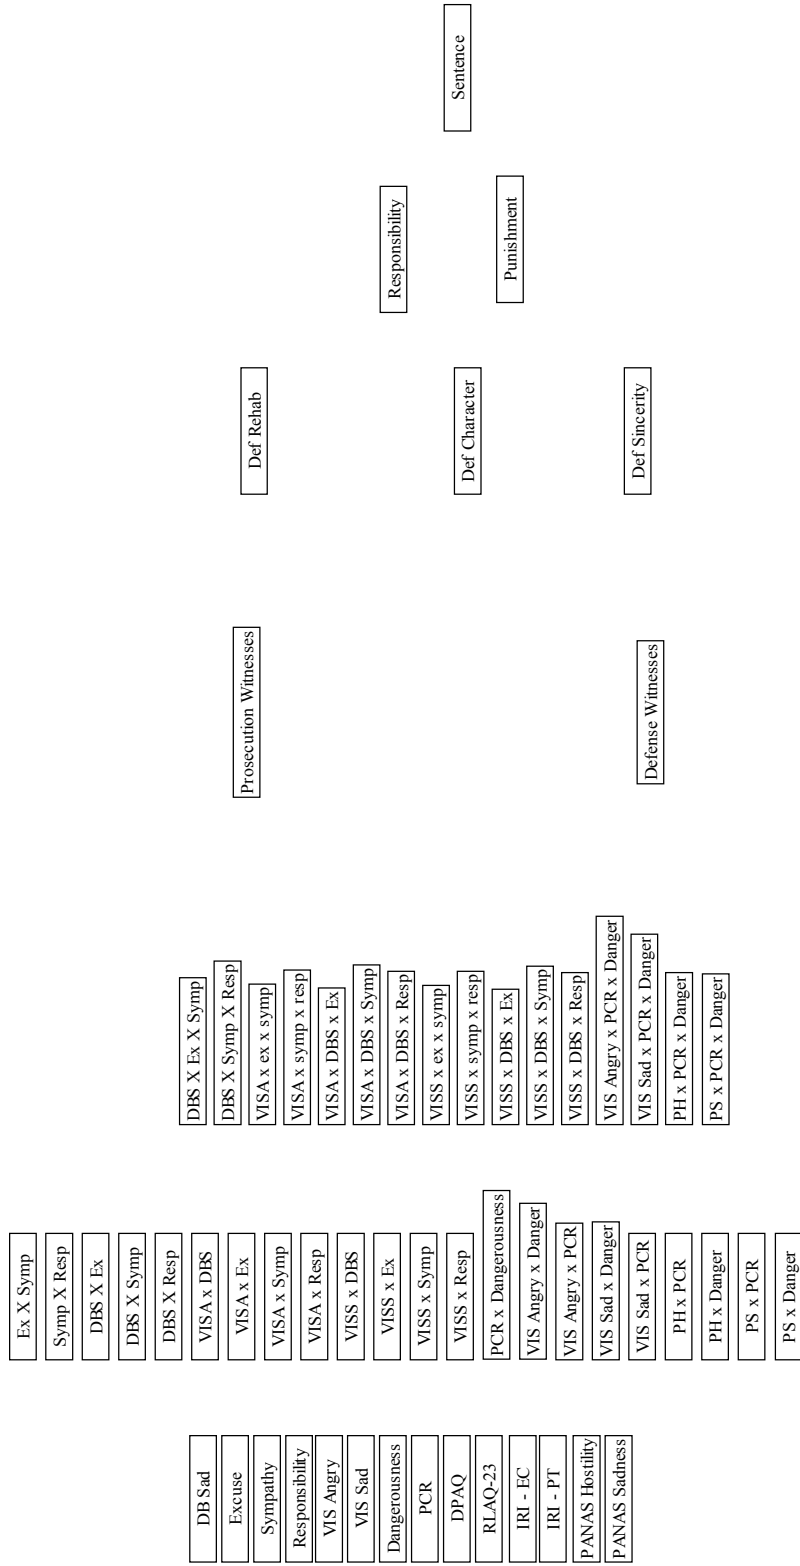 DB Sad
Excuse
Sympathy
Responsibility
VIS Angry
VIS Sad
Dangerousness
PCR
DPAQ
RLAQ-23
IRI - EC
IRI - PT
PANAS Hostility
PANAS Sadness
Ex X Symp
Symp X Resp
DBS X Ex
DBS X Symp
DBS X Resp
VISA x DBS
VISA x Ex
VISA x Symp
VISA x Resp
VISS x DBS
VISS x Ex
VISS x Symp
VISS x Resp
PCR x Dangerousness
VIS Angry x Danger
VIS Angry x PCR
VIS Sad x Danger
VIS Sad x PCR
PH x PCR
PH x Danger
PS x PCR
PS x Danger
DBS X Ex X Symp
DBS X Symp X Resp
VISA x ex x symp
VISA x symp x resp
VISA x DBS x Ex
VISA x DBS x Symp
VISA x DBS x Resp
VISS x ex x symp
VISS x symp x resp
VISS x DBS x Ex
VISS x DBS x Symp
VISS x DBS x Resp
VIS Angry x PCR x Danger
VIS Sad x PCR x Danger
PH x PCR x Danger
PS x PCR x Danger
Prosecution Witnesses
Defense Witnesses
Def Rehab
Def Character
Def Sincerity
Responsibility
Punishment
Sentence